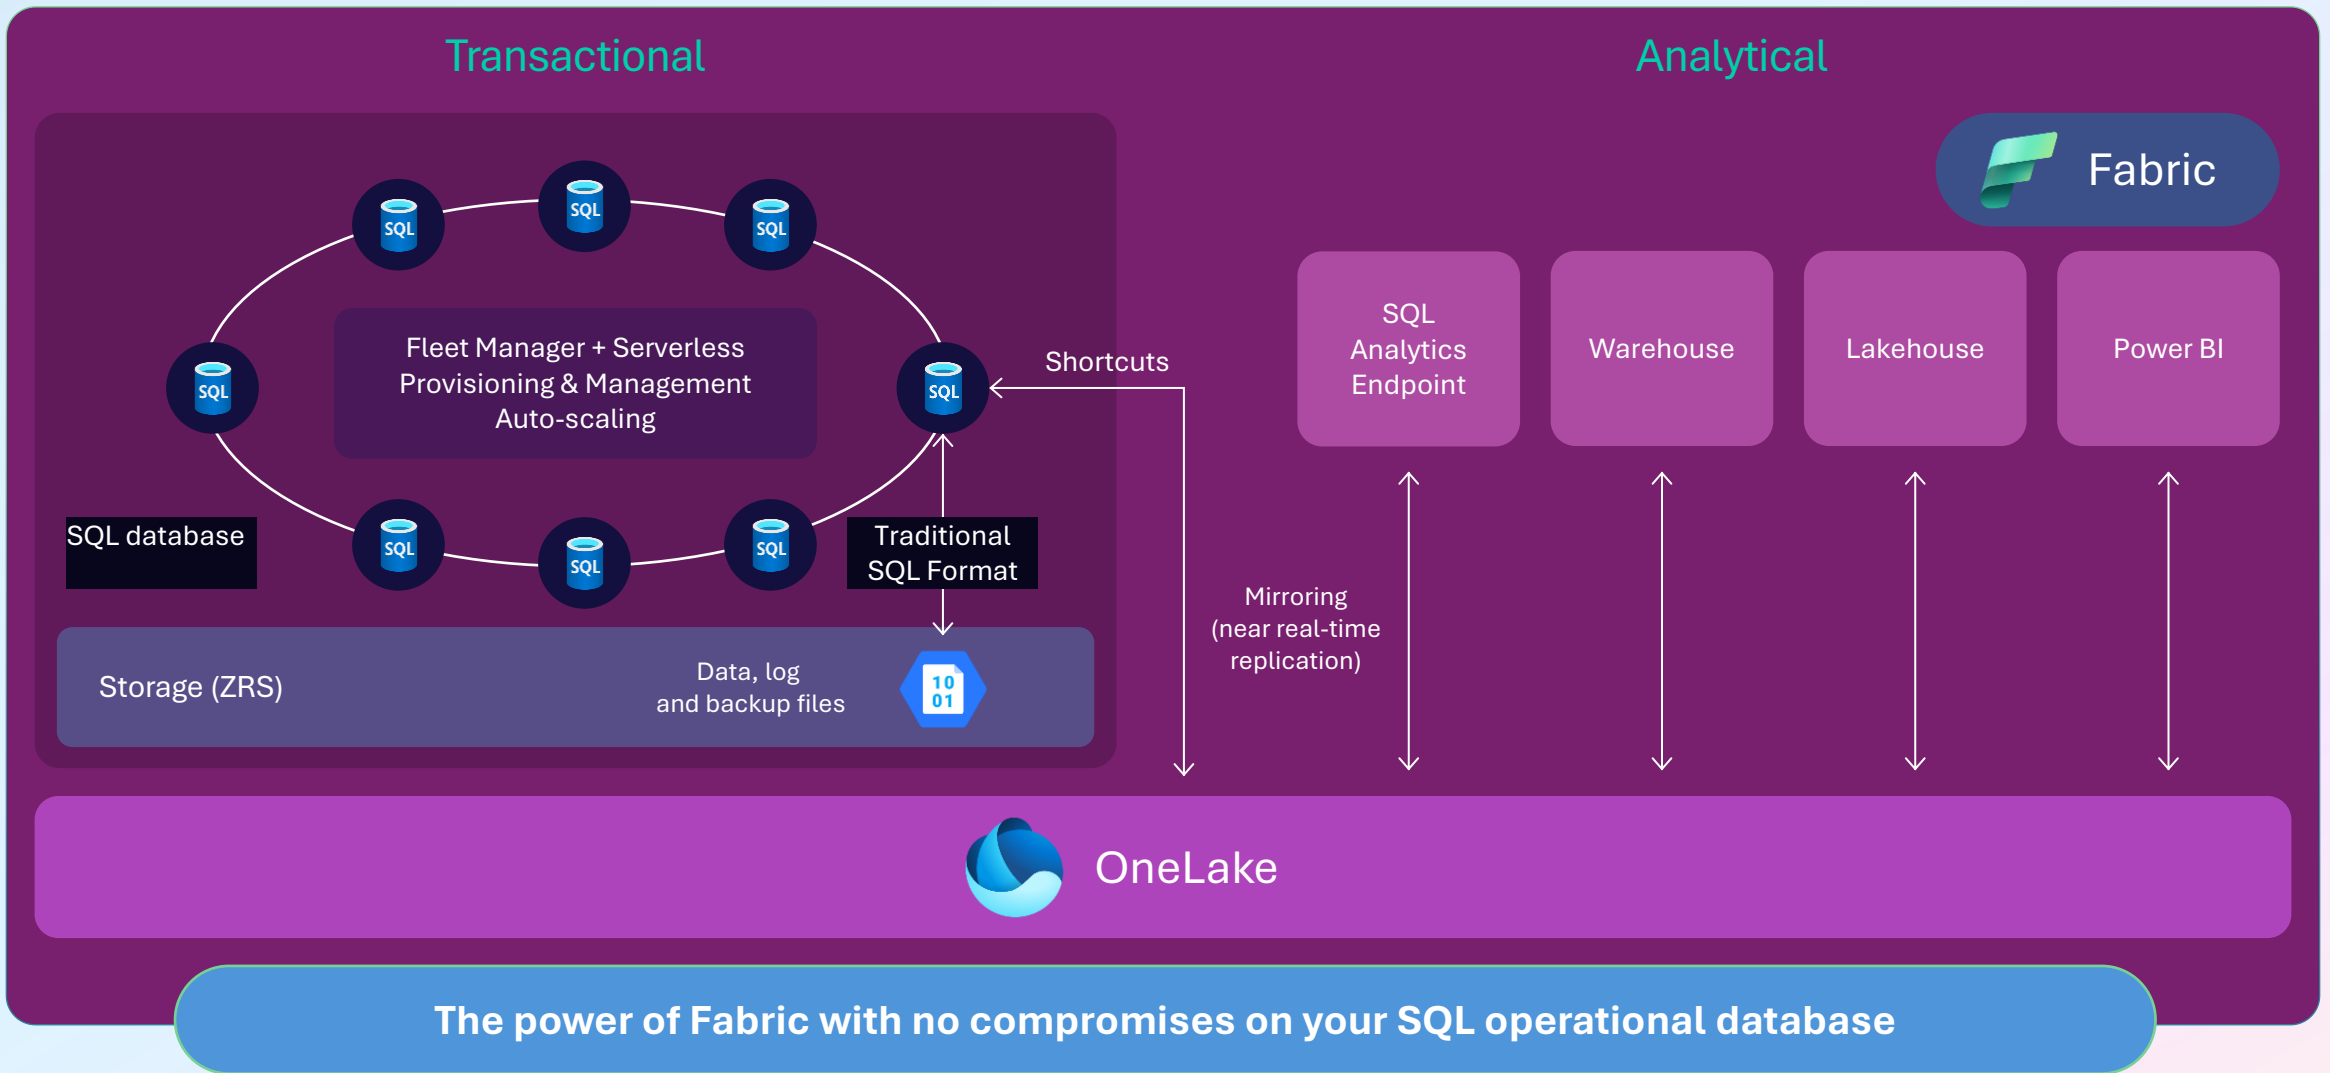 Transactional
Analytical
Fabric
SQL
SQL
SQL
SQL
SQL
SQL
SQL
SQL
Fleet Manager + Serverless
Provisioning & Management
Auto-scaling
Shortcuts
SQL database
Traditional
SQL Format
Storage (ZRS)
Data, log
and backup files
10
01
SQL
Analytics
Endpoint
Warehouse
Lakehouse
Power BI
Mirroring
(near real-time
replication)
OneLake
The power of Fabric with no compromises on your SQL operational database